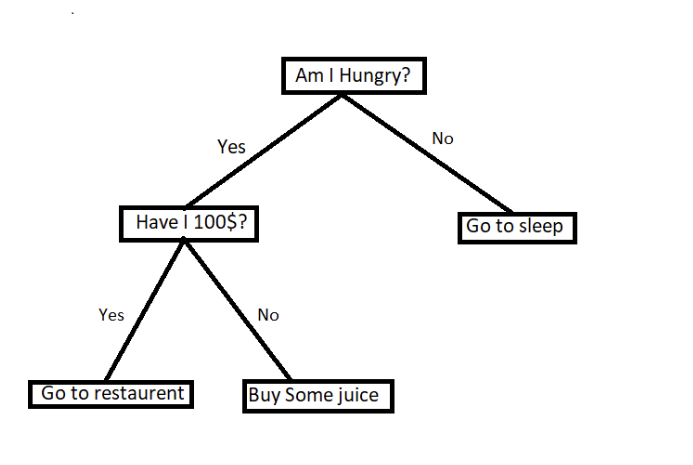 Am I Hungry?
Yes
No
Have I 100$?
Go to sleep
Yes
No
Go to restaurent
Buy Some juice